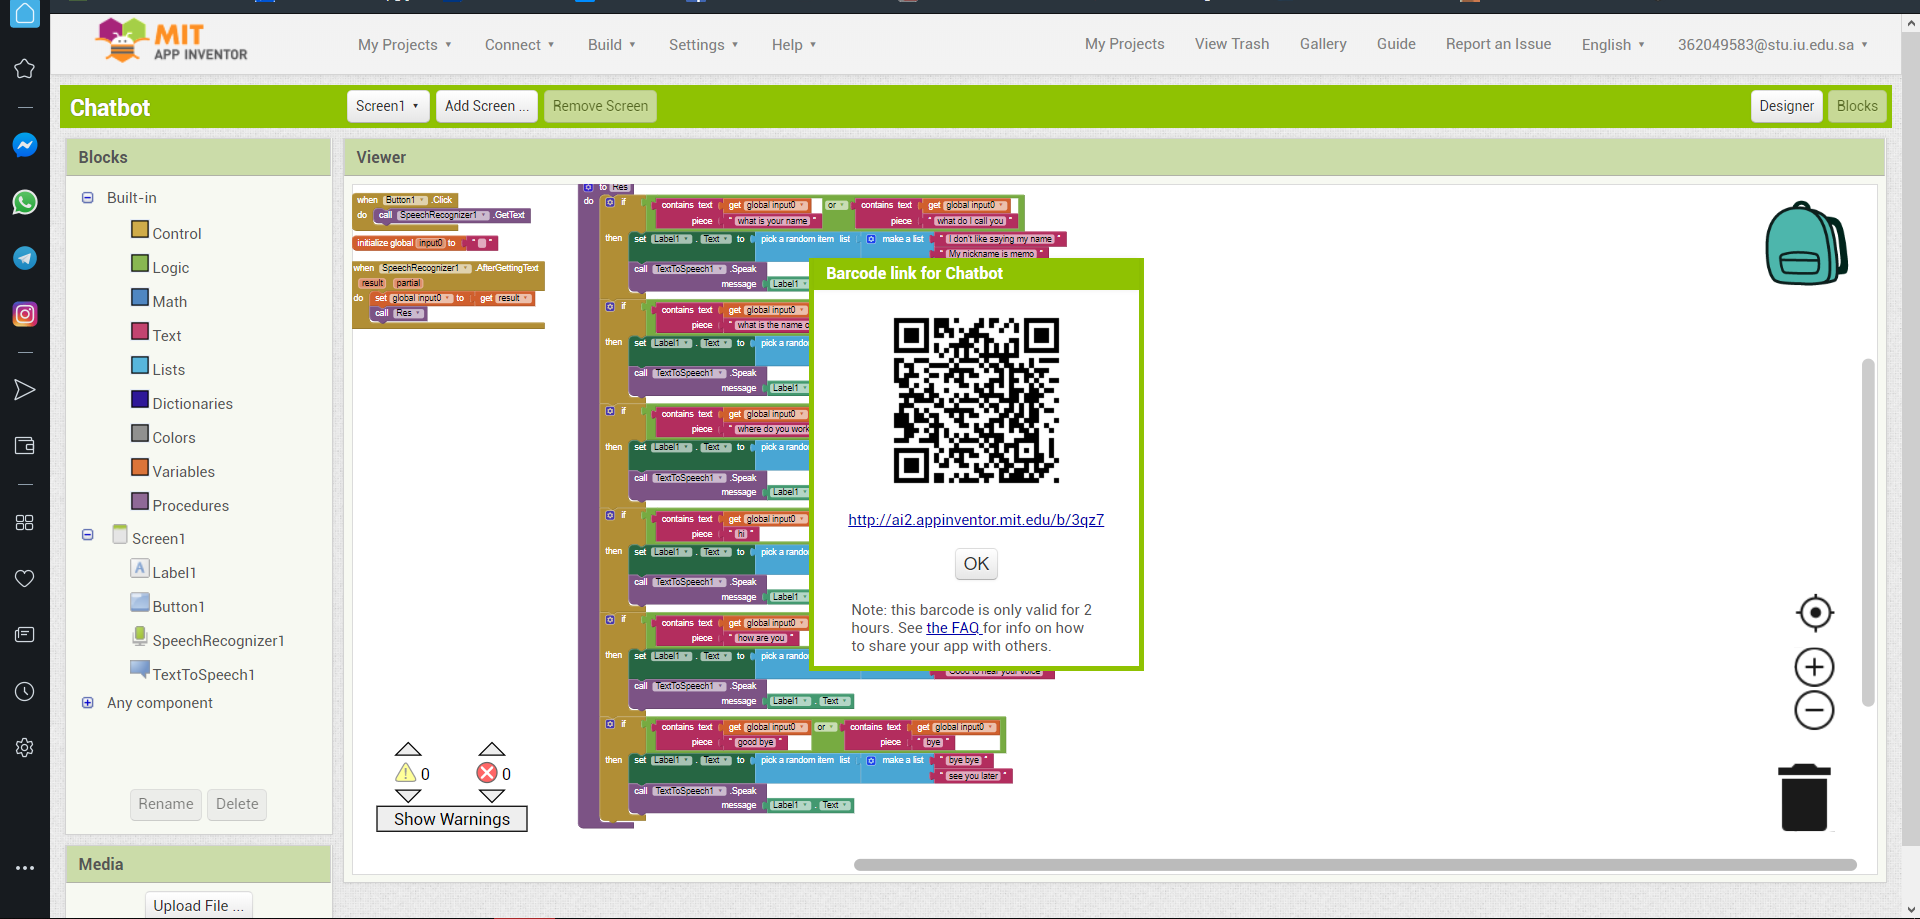 MIT
APP INVENTOR
My Projects
Connect
Build
Settings
Help
My Projects
View Trash
Gallery
Guide
Report an Issue
English
362049583@stu.iu.edu.sa
Chatbot
Screen1
Add Screen ...
Remove Screen
Designer
Blocks
Blocks
Built-in
Control
Logic
Math
Text
Lists
Dictionaries
Colors
Variables
Procedures
Screen1
Label1
Button1
SpeechRecognizer1
TextToSpeech1
Any component
Rename
Delete
Media
Upload File ...
Viewer
when Button1 .Click
do call SpeechRecognizer1 .GetText
initialize global input0 to " "
when SpeechRecognizer1 .AfterGettingText
result partial
do set global input0 to get result
call Res
to Res
do if contains text get global input0 or contains text get global input0
piece " what is your name " piece " what do I call you "
then set Label1 . Text to pick a random item list make a list " I don't like saying my name "
" My nickname is memo "
call TextToSpeech1 .Speak
message Label1
if contains text get global input0
piece " what is the name
then set Label1 . Text to pick a
call TextToSpeech1 .Speak
message Label1
if contains text get global input0
piece " where do you work
then set Label1 . Text to pick a
call TextToSpeech1 .Speak
message Label1
if contains text get global input0
piece " hi "
then set Label1 . Text to pick a
call TextToSpeech1 .Speak
message Label1
if contains text get global input0
piece " how are you "
then set Label1 . Text to pick a
" Good to hear your voice "
call TextToSpeech1 .Speak
message Label1 . Text
if contains text get global input0 or contains text get global input0
piece " good bye " piece " bye "
then set Label1 . Text to pick a random item list make a list " bye bye "
" see you later "
call TextToSpeech1 .Speak
message Label1 . Text
Barcode link for Chatbot
http://ai2.appinventor.mit.edu/b/3qz7
OK
Note: this barcode is only valid for 2
hours. See the FAQ for info on how
to share your app with others.
0
0
Show Warnings